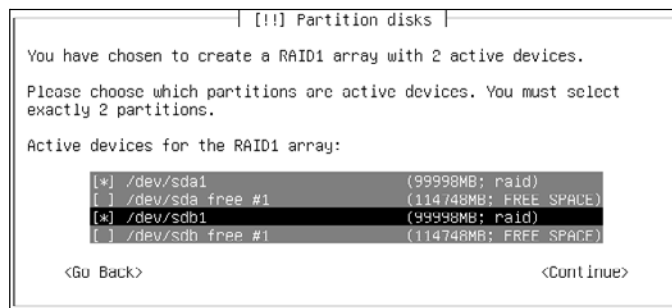 [!!] Partition disks
You have chosen to create a RAID1 array with 2 active devices.
Please choose which partitions are active devices. You must select
exactly 2 partitions.
Active devices for the RAID1 array:
[*] /dev/sda1 (99998MB; raid)
[ ] /dev/sda free #1 (114748MB; FREE SPACE)
[*] /dev/sdb1 (99998MB; raid)
[ ] /dev/sdb free #1 (114748MB; FREE SPACE)
<Go Back> <Continue>